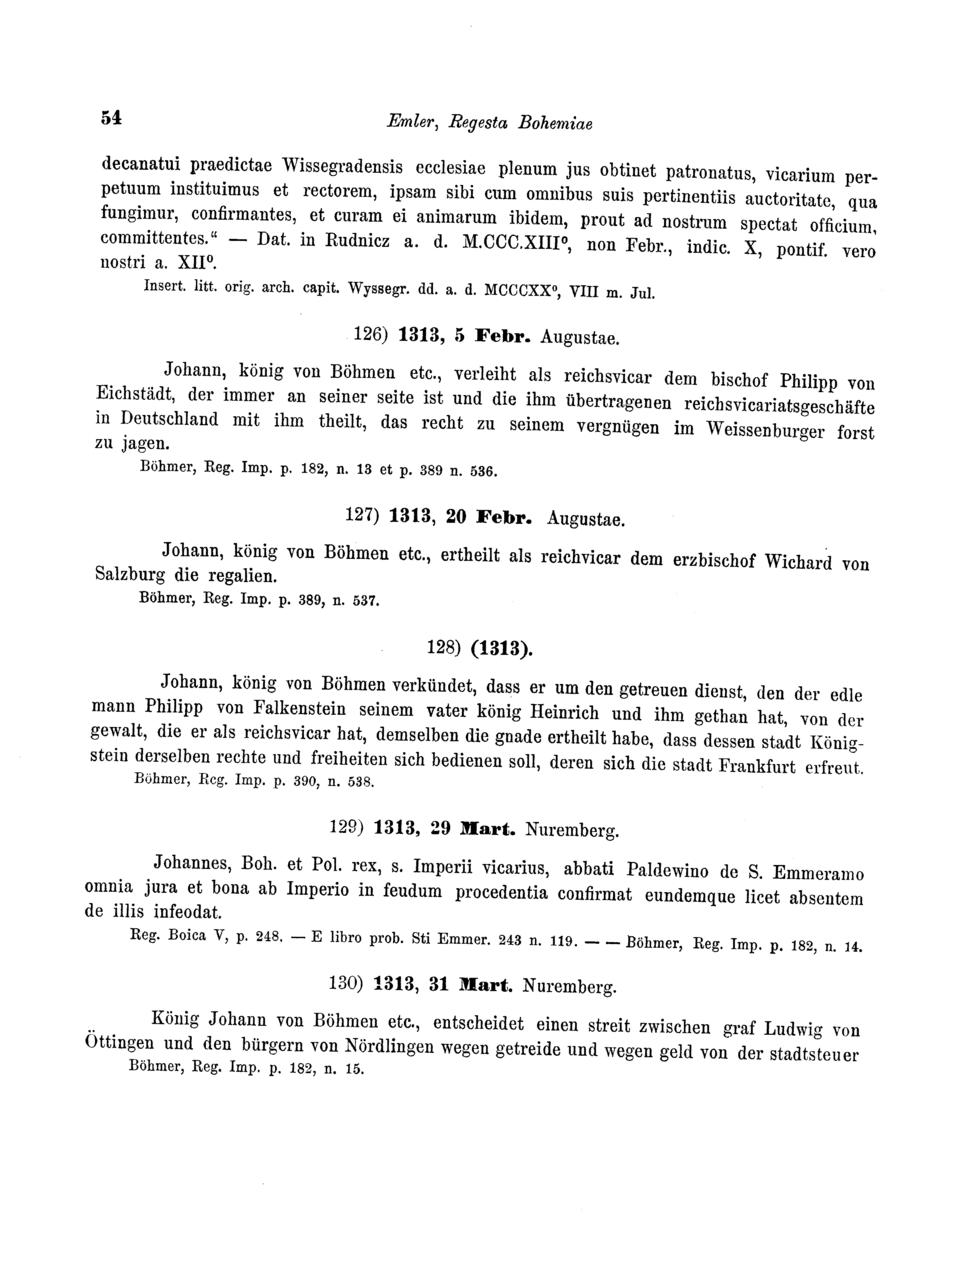 54
Emler, Regesta Bohemiae
decanatui praedictae Wissegradensis ecclesiae plenum jus obtinet patronatus, vicarium per-
petuum instituimus et rectorem, ipsam sibi cum omnibus suis pertinentiis auctoritate, qua
fungimur, confirmantes, et curam ei animarum ibidem, prout ad nostrum spectat officium,
committentes.“ — Dat. in Rudnicz a. d. M.CCC.XIII⁰, non Febr., indic. X, pontif. vero
nostri a. XII⁰.
Insert. litt. orig. arch. capit. Wyssegr. dd. a. d. MCCCXX⁰, VIII m. Jul.
126) 1313, 5 Febr. Augustae.
Johann, könig von Böhmen etc., verleiht als reichsvicar dem bischof Philipp von
Eichstädt, der immer an seiner seite ist und die ihm übertragenen reichsvicariatsgeschäfte
in Deutschland mit ihm theilt, das recht zu seinem vergnügen im Weissenburger forst
zu jagen.
Böhmer, Reg. Imp. p. 182, n. 13 et p. 389 n. 536.
127) 1313, 20 Febr. Augustae.
Johann, könig von Böhmen etc., ertheilt als reichvicar dem erzbischof Wichard von
Salzburg die regalien.
Böhmer, Reg. Imp. p. 389, n. 537.
128) (1313).
Johann, könig von Böhmen verkündet, dass er um den getreuen dienst, den der edle
mann Philipp von Falkenstein seinem vater könig Heinrich und ihm gethan hat, von der
gewalt, die er als reichsvicar hat, demselben die gnade ertheilt habe, dass dessen stadt König-
stein derselben rechte und freiheiten sich bedienen soll, deren sich die stadt Frankfurt erfreut.
Böhmer, Reg. Imp. p. 390, n. 538.
129) 1313, 29 Mart. Nuremberg.
Johannes, Boh. et Pol. rex, s. Imperii vicarius, abbati Paldewino de S. Emmeramo
omnia jura et bona ab Imperio in feudum procedentia confirmat eundemque licet absentem
de illis infeodat.
Reg. Boica V, p. 248. — E libro prob. Sti Emmer. 243 n. 119. — — Böhmer, Reg. Imp. p. 182, n. 14.
130) 1313, 31 Mart. Nuremberg.
König Johann von Böhmen etc., entscheidet einen streit zwischen graf Ludwig von
Öttingen und den bürgern von Nördlingen wegen getreide und wegen geld von der stadtsteuer
Böhmer, Reg. Imp. p. 182, n. 15.